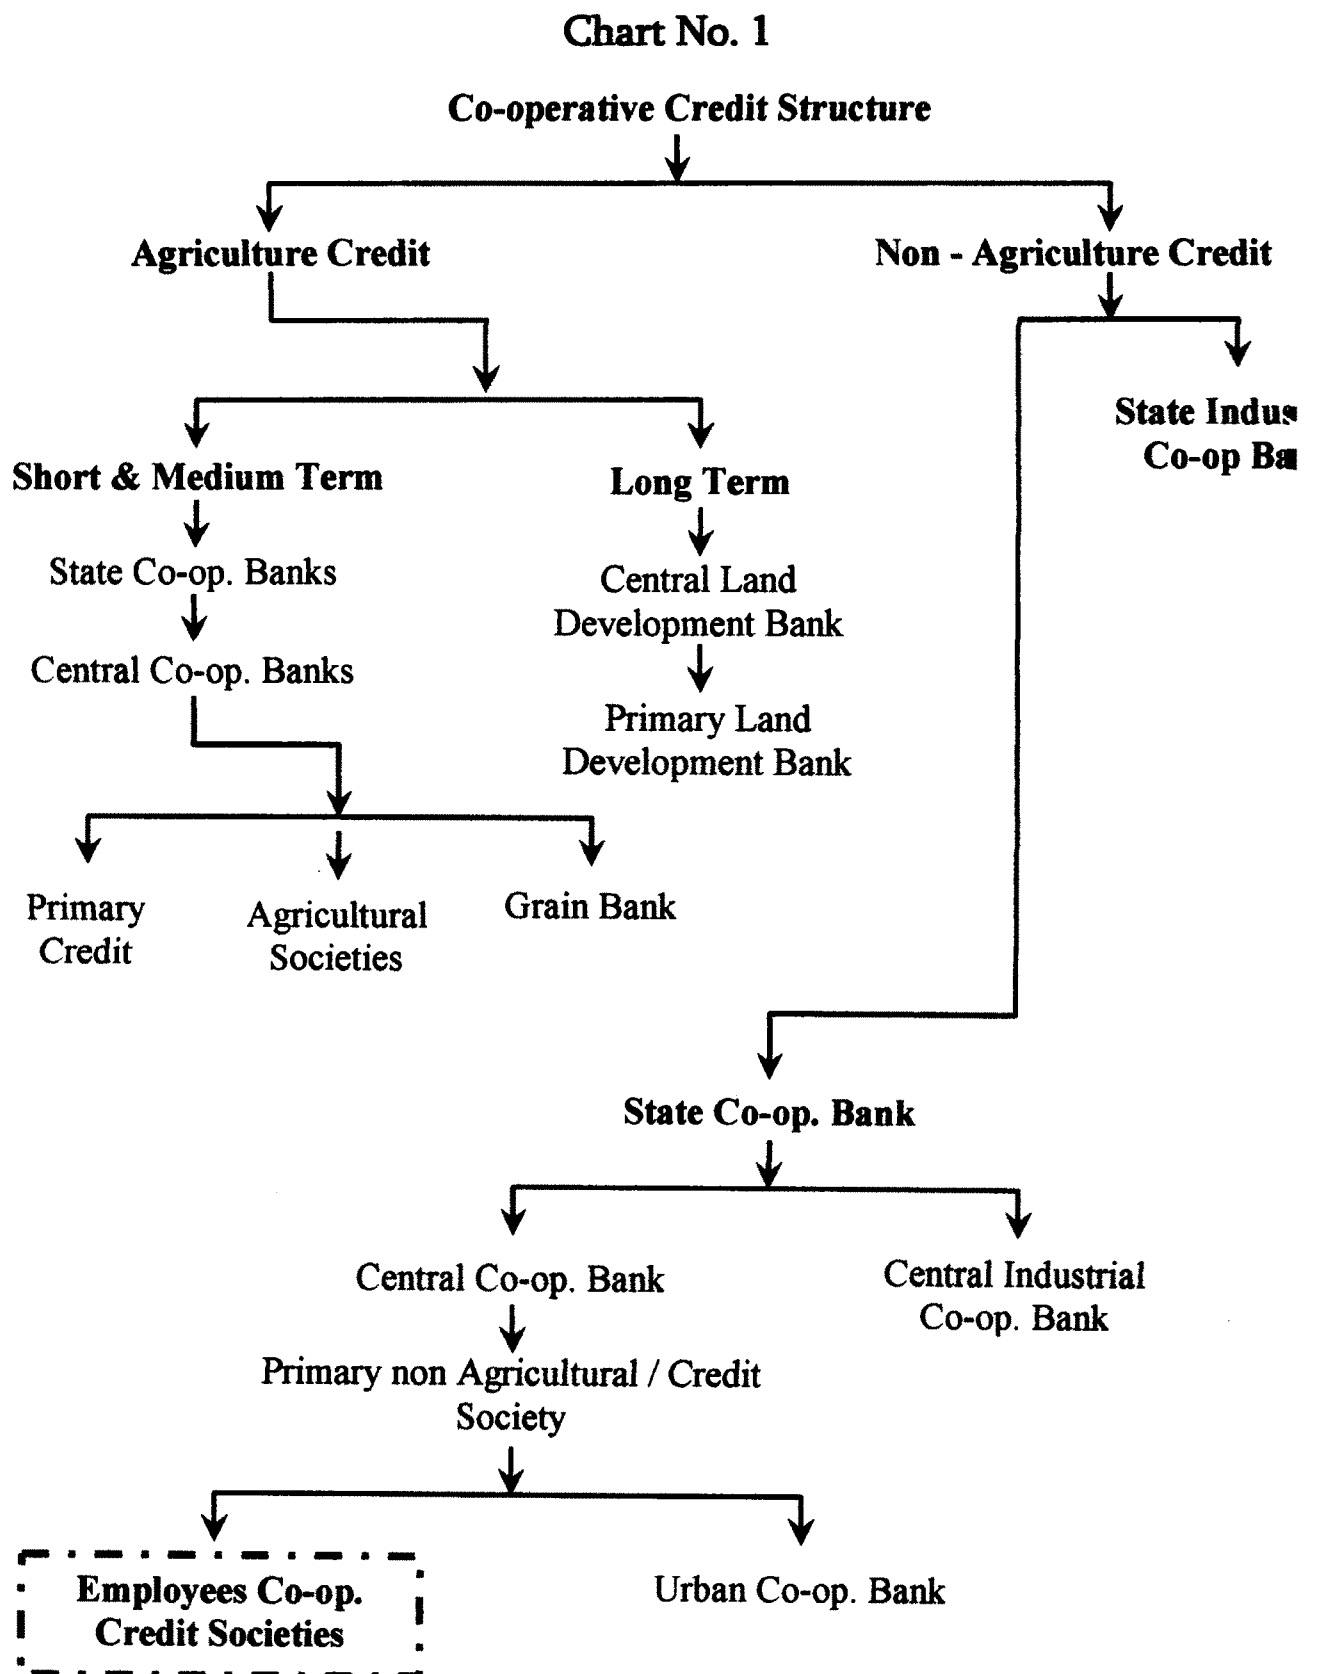 Chart No. 1
Co-operative Credit Structure
Agriculture Credit
Non - Agriculture Credit
State
Co-op
Short & Medium Term
Long Term
State Co-op. Banks
Central Land
Development Bank
Central Co-op. Banks
Primary Land
Development Bank
Primary
Credit
Agricultural
Societies
Grain Bank
State Co-op. Bank
Central Co-op. Bank
Central Industrial
Co-op. Bank
Primary non Agricultural / Credit
Society
Employees Co-op.
Credit Societies
Urban Co-op. Bank